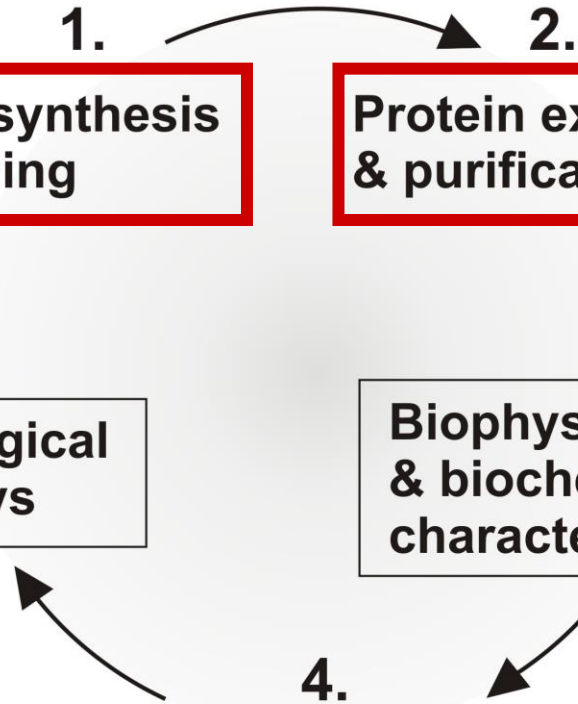 1.
2.
synthesis
ing
Protein ex
& purifica
gical
ys
Biophys
& bioche
characte
4.